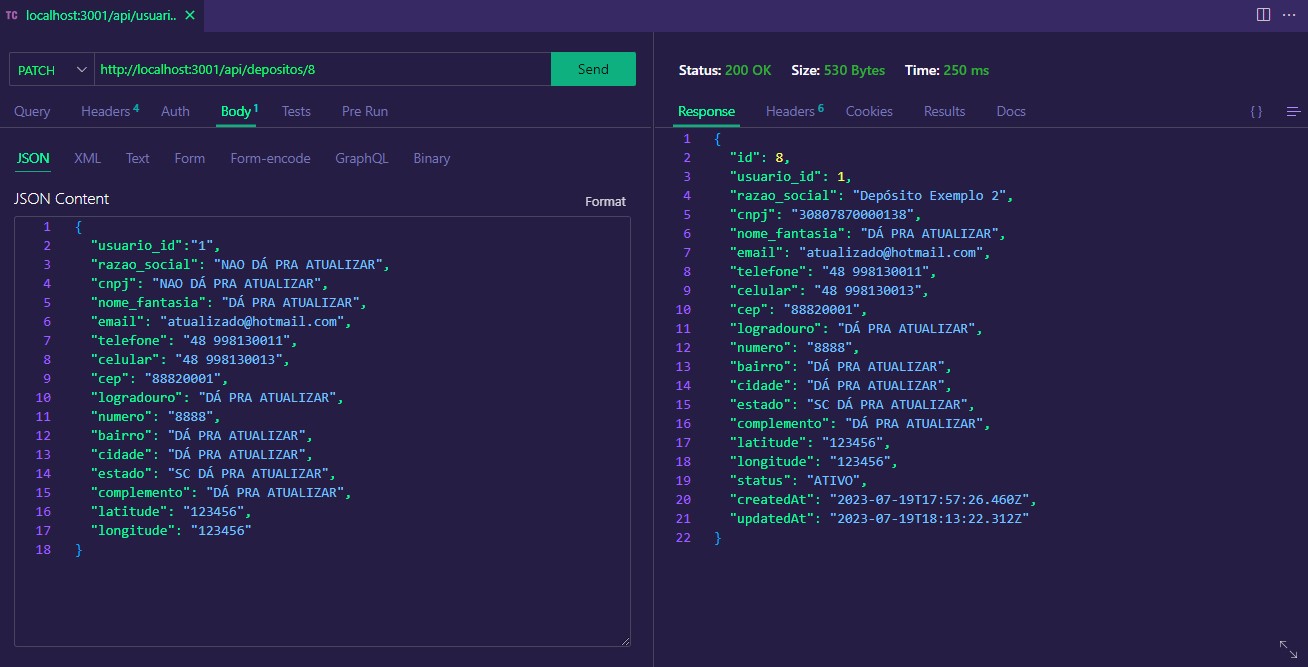 TC localhost:3001/api/usuari..
PATCH http://localhost:3001/api/depositos/8 Send
Query Headers 4 Auth Body 1 Tests Pre Run
JSON XML Text Form Form-encode GraphQL Binary
JSON Content Format
1 {
2 "usuario_id":"1",
3 "razao_social": "NAO DÁ PRA ATUALIZAR",
4 "cnpj": "NAO DÁ PRA ATUALIZAR",
5 "nome_fantasia": "DÁ PRA ATUALIZAR",
6 "email": "atualizado@hotmail.com",
7 "telefone": "48 998130011",
8 "celular": "48 998130013",
9 "cep": "88820001",
10 "logradouro": "DÁ PRA ATUALIZAR",
11 "numero": "8888",
12 "bairro": "DÁ PRA ATUALIZAR",
13 "cidade": "DÁ PRA ATUALIZAR",
14 "estado": "SC DÁ PRA ATUALIZAR",
15 "complemento": "DÁ PRA ATUALIZAR",
16 "latitude": "123456",
17 "longitude": "123456"
18 }
Status: 200 OK Size: 530 Bytes Time: 250 ms
Response Headers 6 Cookies Results Docs { }
1 {
2 "id": 8,
3 "usuario_id": 1,
4 "razao_social": "Depósito Exemplo 2",
5 "cnpj": "30807870000138",
6 "nome_fantasia": "DÁ PRA ATUALIZAR",
7 "email": "atualizado@hotmail.com",
8 "telefone": "48 998130011",
9 "celular": "48 998130013",
10 "cep": "88820001",
11 "logradouro": "DÁ PRA ATUALIZAR",
12 "numero": "8888",
13 "bairro": "DÁ PRA ATUALIZAR",
14 "cidade": "DÁ PRA ATUALIZAR",
15 "estado": "SC DÁ PRA ATUALIZAR",
16 "complemento": "DÁ PRA ATUALIZAR",
17 "latitude": "123456",
18 "longitude": "123456",
19 "status": "ATIVO",
20 "createdAt": "2023-07-19T17:57:26.460Z",
21 "updatedAt": "2023-07-19T18:13:22.312Z"
22 }